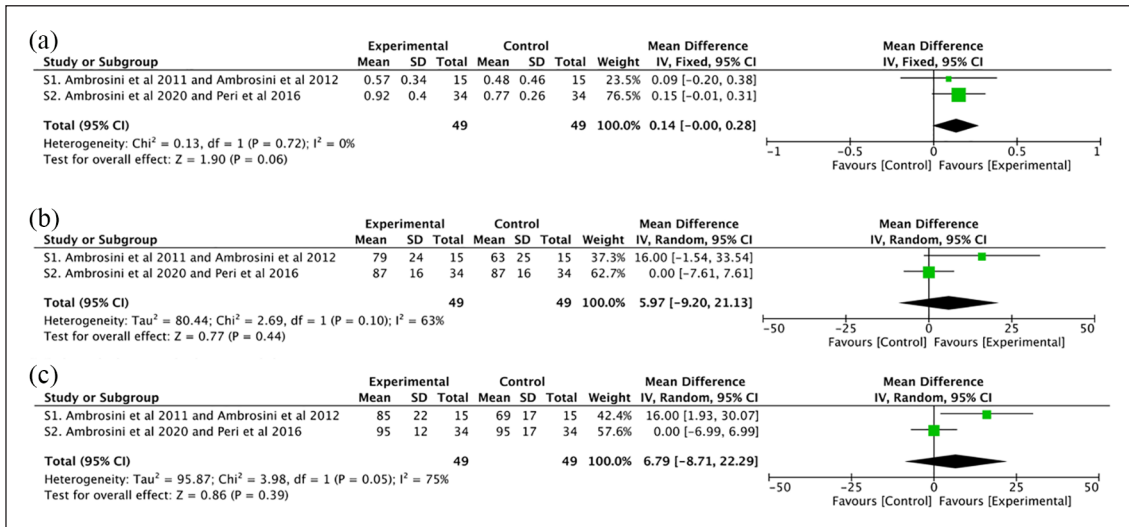 (a)
Experimental Control Mean Difference Mean Difference
Study or Subgroup Mean SD Total Mean SD Total Weight IV, Fixed, 95% CI IV, Fixed, 95% CI
S1. Ambrosini et al 2011 and Ambrosini et al 2012 0.57 0.34 15 0.48 0.46 15 23.5% 0.09 [-0.20, 0.38]
S2. Ambrosini et al 2020 and Peri et al 2016 0.92 0.4 34 0.77 0.26 34 76.5% 0.15 [-0.01, 0.31]
Total (95% CI) 49 49 100.0% 0.14 [-0.00, 0.28]
Heterogeneity: Chi² = 0.13, df = 1 (P = 0.72); I² = 0%
Test for overall effect: Z = 1.90 (P = 0.06)
-1 -0.5 0 0.5 1
Favours [Control] Favours [Experimental]
(b)
Experimental Control Mean Difference Mean Difference
Study or Subgroup Mean SD Total Mean SD Total Weight IV, Random, 95% CI IV, Random, 95% CI
S1. Ambrosini et al 2011 and Ambrosini et al 2012 79 24 15 63 25 15 37.3% 16.00 [-1.54, 33.54]
S2. Ambrosini et al 2020 and Peri et al 2016 87 16 34 87 16 34 62.7% 0.00 [-7.61, 7.61]
Total (95% CI) 49 49 100.0% 5.97 [-9.20, 21.13]
Heterogeneity: Tau² = 80.44; Chi² = 2.69, df = 1 (P = 0.10); I² = 63%
Test for overall effect: Z = 0.77 (P = 0.44)
-50 -25 0 25 50
Favours [Control] Favours [Experimental]
(c)
Experimental Control Mean Difference Mean Difference
Study or Subgroup Mean SD Total Mean SD Total Weight IV, Random, 95% CI IV, Random, 95% CI
S1. Ambrosini et al 2011 and Ambrosini et al 2012 85 22 15 69 17 15 42.4% 16.00 [1.93, 30.07]
S2. Ambrosini et al 2020 and Peri et al 2016 95 12 34 95 17 34 57.6% 0.00 [-6.99, 6.99]
Total (95% CI) 49 49 100.0% 6.79 [-8.71, 22.29]
Heterogeneity: Tau² = 95.87; Chi² = 3.98, df = 1 (P = 0.05); I² = 75%
Test for overall effect: Z = 0.86 (P = 0.39)
-50 -25 0 25 50
Favours [Control] Favours [Experimental]